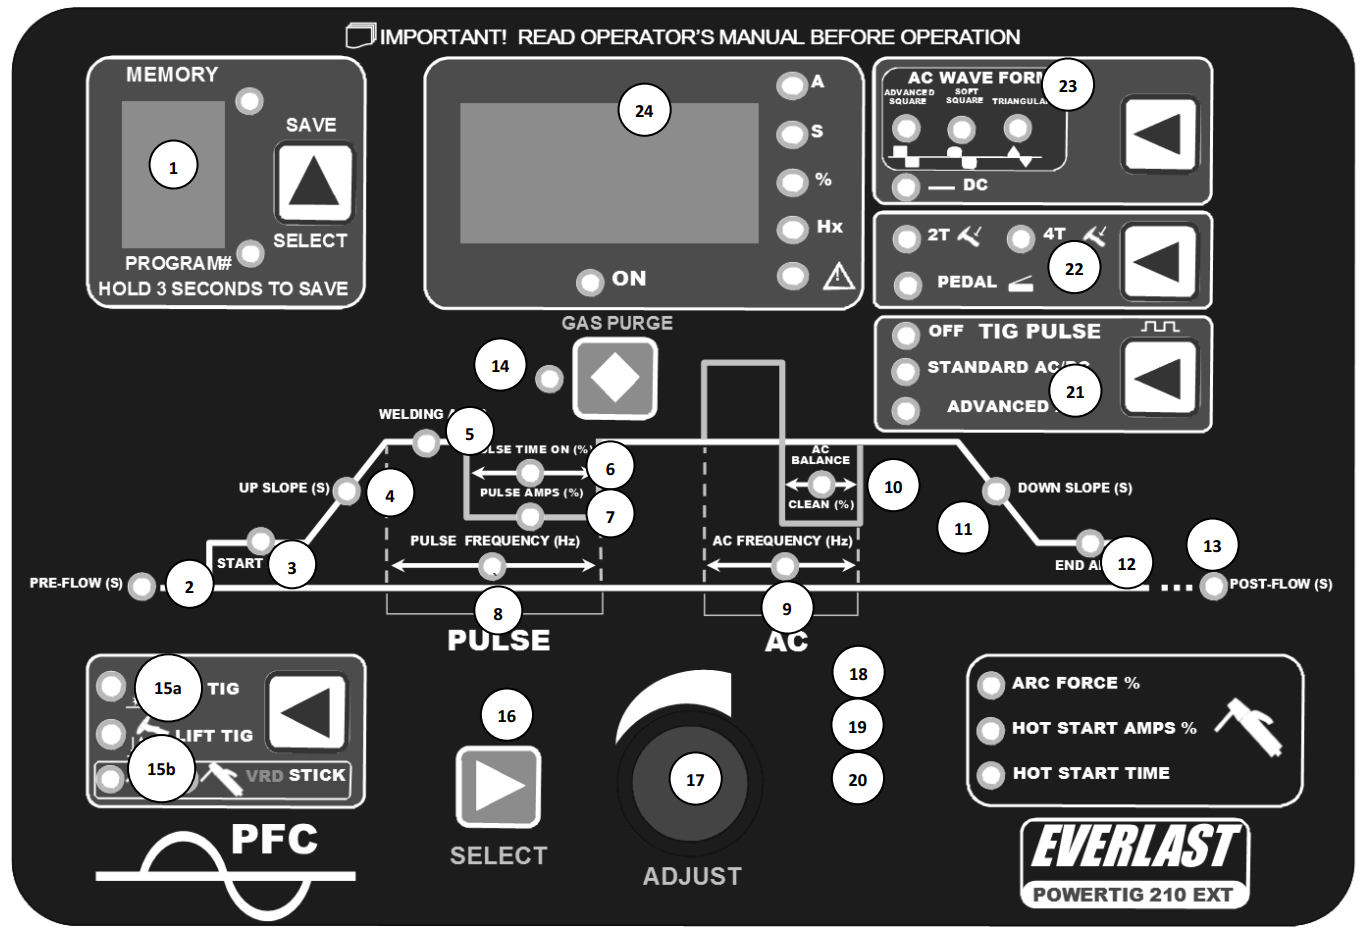 IMPORTANT! READ OPERATOR'S MANUAL BEFORE OPERATION
MEMORY
1
SAVE
SELECT
PROGRAM#
HOLD 3 SECONDS TO SAVE
24
A
S
%
Hx
ON
AC WAVE FORM
23
ADVANCED SQUARE
SOFT SQUARE
TRIANGULAR
DC
2T
4T
22
PEDAL
OFF TIG PULSE
STANDARD AC/DC
21
ADVANCED
GAS PURGE
14
WELDING
5
PULSE TIME ON (%)
6
PULSE AMPS (%)
7
UP SLOPE (S)
4
AC
BALANCE
10
CLEAN (%)
DOWN SLOPE (S)
11
PULSE FREQUENCY (Hz)
AC FREQUENCY (Hz)
START
3
END
12
13
PRE-FLOW (S)
2
POST-FLOW (S)
8
9
PULSE
AC
15a
TIG
LIFT TIG
15b
VRD STICK
16
17
18
19
20
ARC FORCE %
HOT START AMPS %
HOT START TIME
PFC
SELECT
ADJUST
EVERLAST
POWERTIG 210 EXT